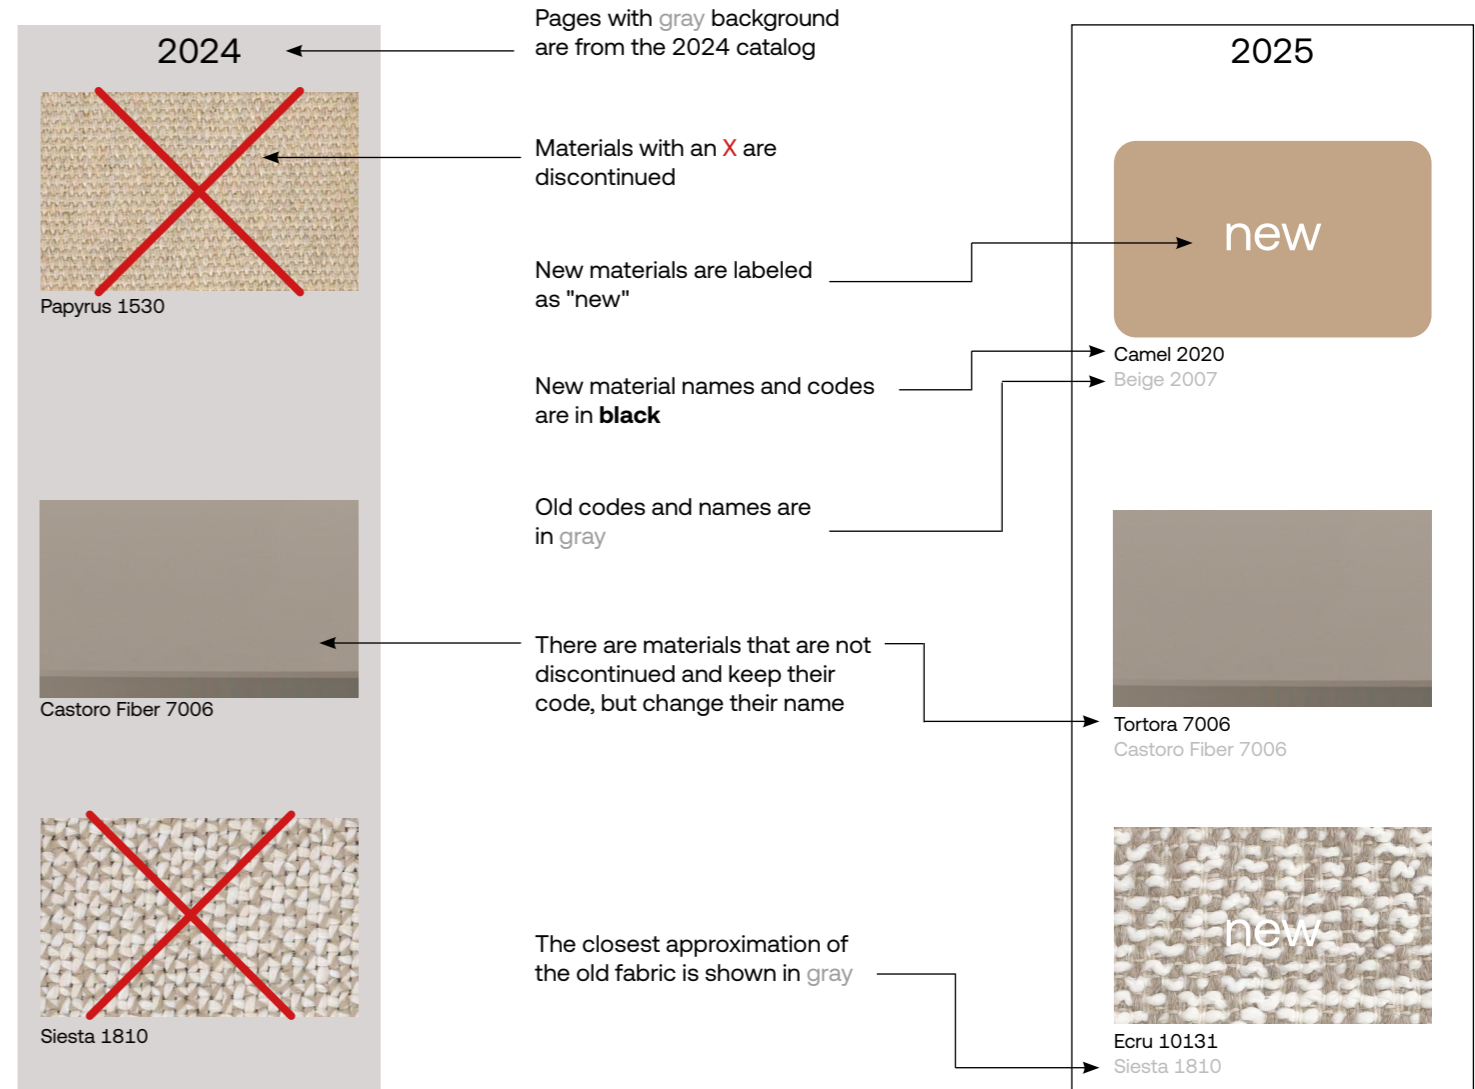 2024
Papyrus 1530
Castoro Fiber 7006
Siesta 1810
Pages with gray background
are from the 2024 catalog
Materials with an X are
discontinued
New materials are labeled
as "new"
New material names and codes
are in black
Old codes and names are
in gray
There are materials that are not
discontinued and keep their
code, but change their name
The closest approximation of
the old fabric is shown in gray
2025
new
Camel 2020
Beige 2007
Tortora 7006
Castoro Fiber 7006
new
Ecru 10131
Siesta 1810